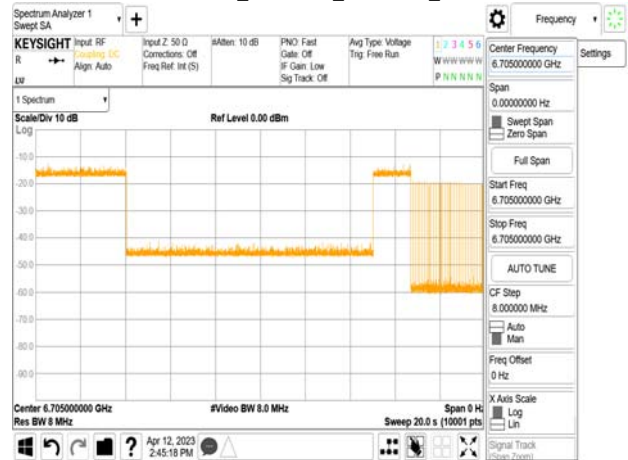 Spectrum Analyzer 1
Swept SA
Frequency
KEYSIGHT
R
LXI
Input: RF
Coupling: DC
Align: Auto
Input Z: 50 Ω
Corrections: Off
Freq Ref: Int (S)
#Atten: 10 dB
PNO: Fast
Gate: Off
IF Gain: Low
Sig Track: Off
Avg Type: Voltage
Trig: Free Run
1 2 3 4 5 6
W W W W W W
P N N N N N
1 Spectrum
Scale/Div 10 dB
Ref Level 0.00 dBm
Log
-10.0
-20.0
-30.0
-40.0
-50.0
-60.0
-70.0
-80.0
-90.0
Center 6.705000000 GHz
#Video BW 8.0 MHz
Span 0 Hz
Res BW 8 MHz
Sweep 20.0 s (10001 pts
?
Apr 12, 2023
2:45:18 PM
Center Frequency
6.705000000 GHz
Settings
Span
0.00000000 Hz
Swept Span
Zero Span
Full Span
Start Freq
6.705000000 GHz
Stop Freq
6.705000000 GHz
AUTO TUNE
CF Step
8.000000 MHz
Auto
Man
Freq Offset
0 Hz
X Axis Scale
Log
Lin
Signal Track
(Span Zoom)